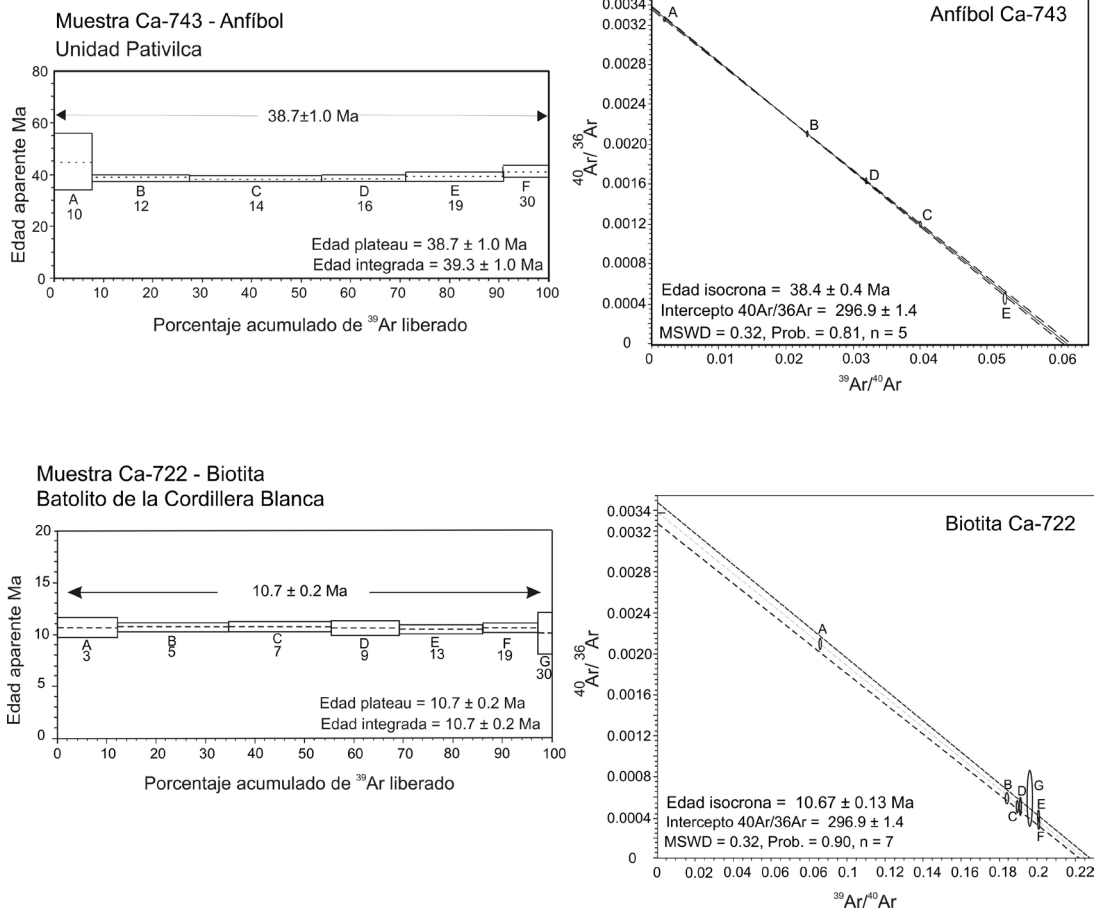 Muestra Ca-743 - Anfíbol
Unidad Pativilca
80
60
40
20
0
Edad aparente Ma
38.7±1.0 Ma
A
10
B
12
C
14
D
16
E
19
F
30
Edad plateau = 38.7 ± 1.0 Ma
Edad integrada = 39.3 ± 1.0 Ma
0 10 20 30 40 50 60 70 80 90 100
Porcentaje acumulado de ³⁹Ar liberado
Anfíbol Ca-743
0.0034
0.0032
0.0028
0.0024
0.0020
0.0016
0.0012
0.0008
0.0004
0
⁴⁰Ar/ ³⁶Ar
A
B
D
C
E
Edad isocrona = 38.4 ± 0.4 Ma
Intercepto 40Ar/36Ar = 296.9 ± 1.4
MSWD = 0.32, Prob. = 0.81, n = 5
0 0.01 0.02 0.03 0.04 0.05 0.06
³⁹Ar/⁴⁰Ar
Muestra Ca-722 - Biotita
Batolito de la Cordillera Blanca
20
15
10
5
0
Edad aparente Ma
10.7 ± 0.2 Ma
A
3
B
5
C
7
D
9
E
13
F
19
G
30
Edad plateau = 10.7 ± 0.2 Ma
Edad integrada = 10.7 ± 0.2 Ma
0 10 20 30 40 50 60 70 80 90 100
Porcentaje acumulado de ³⁹Ar liberado
Biotita Ca-722
0.0034
0.0032
0.0028
0.0024
0.0020
0.0016
0.0012
0.0008
0.0004
0
⁴⁰Ar/ ³⁶Ar
A
B
C
D
G
E
F
Edad isocrona = 10.67 ± 0.13 Ma
Intercepto 40Ar/36Ar = 296.9 ± 1.4
MSWD = 0.32, Prob. = 0.90, n = 7
0 0.02 0.04 0.06 0.08 0.1 0.12 0.14 0.16 0.18 0.2 0.22
³⁹Ar/⁴⁰Ar